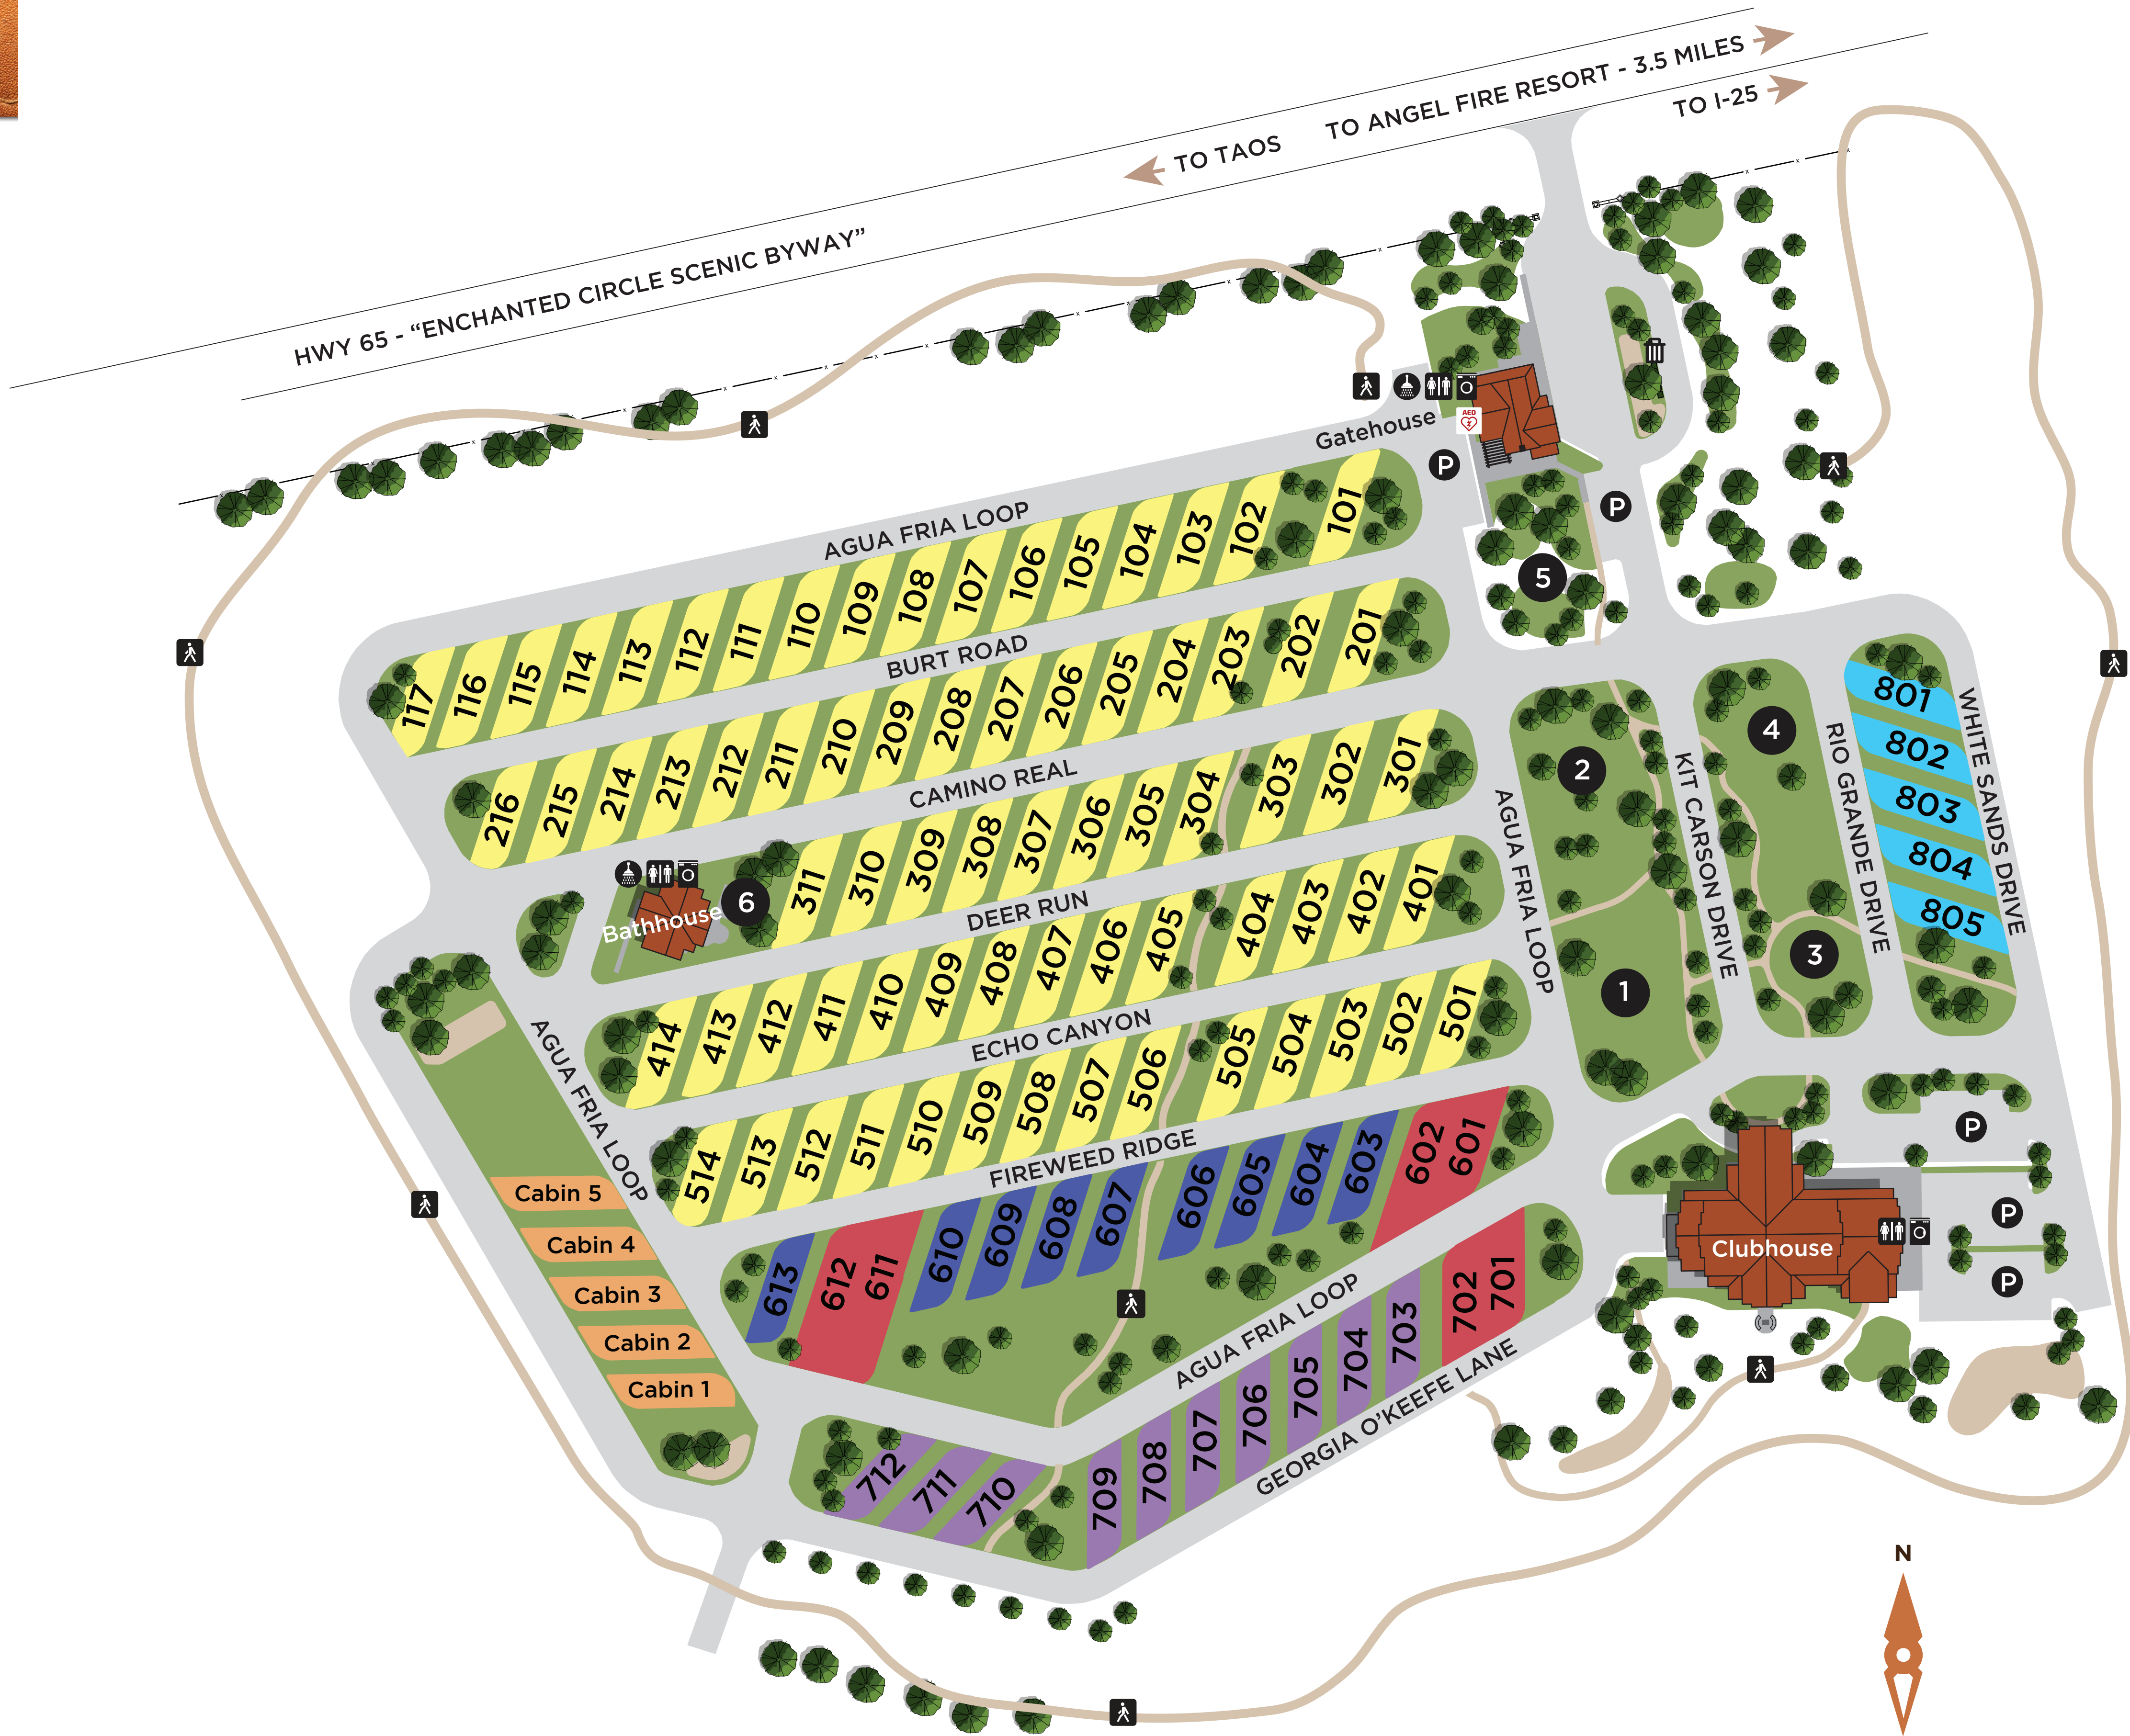 TO ANGEL FIRE RESORT - 3.5 MILES
TO I-25
TO TAOS
HWY 65 - “ENCHANTED CIRCLE SCENIC BYWAY”
AED
Gatehouse
P
P
5
AGUA FRIA LOOP
117 116 115 114 113 112 111 110 109 108 107 106 105 104 103 102 101
BURT ROAD
216 215 214 213 212 211 210 209 208 207 206 205 204 203 202 201
CAMINO REAL
Bathhouse
6
311 310 309 308 307 306 305 304 303 302 301
DEER RUN
414 413 412 411 410 409 408 407 406 405 404 403 402 401
ECHO CANYON
514 513 512 511 510 509 508 507 506 505 504 503 502 501
FIREWEED RIDGE
613 612 611 610 609 608 607 606 605 604 603 602 601
AGUA FRIA LOOP
712 711 710 709 708 707 706 705 704 703 702 701
GEORGIA O’KEEFE LANE
AGUA FRIA LOOP
Cabin 5
Cabin 4
Cabin 3
Cabin 2
Cabin 1
AGUA FRIA LOOP
2
1
KIT CARSON DRIVE
4
3
RIO GRANDE DRIVE
801
802
803
804
805
WHITE SANDS DRIVE
P
P
P
Clubhouse
N